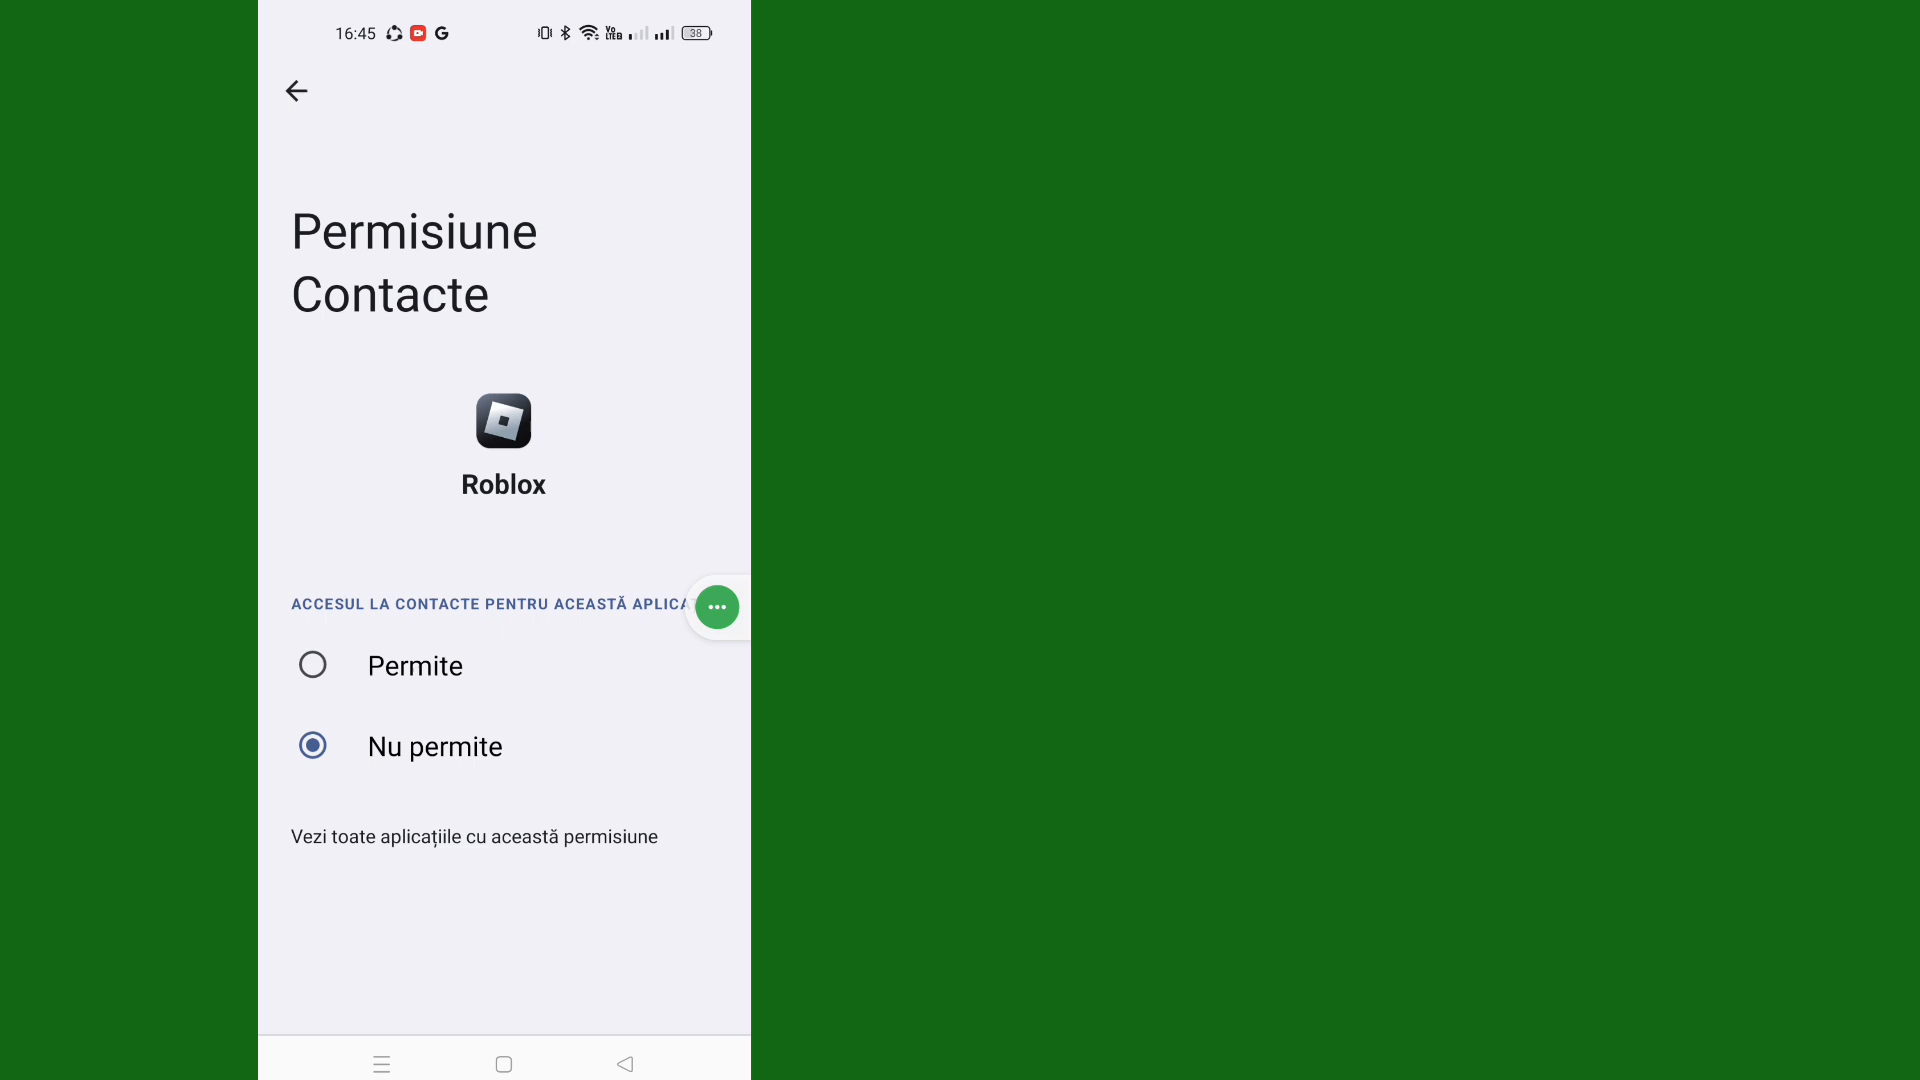 16:45
38
Permisiune
Contacte
Roblox
ACCESUL LA CONTACTE PENTRU ACEASTĂ
Permite
Nu permite
Vezi toate aplicațiile cu această permisiune